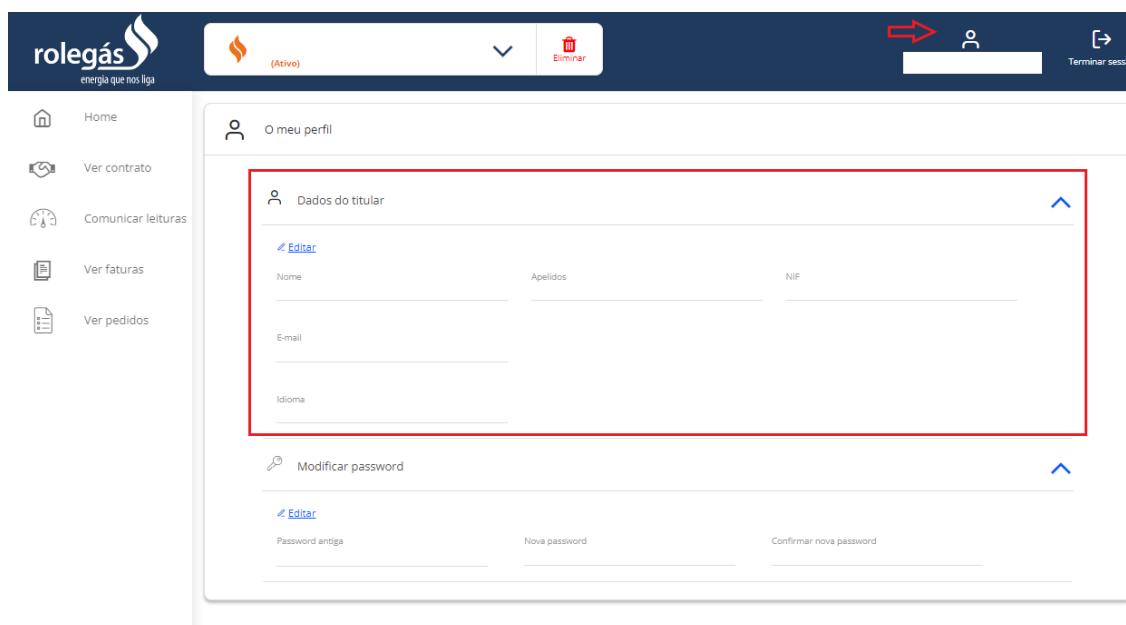 rolegás
energia que nos liga
(Ativo)
Eliminar
Terminar sess
Home
Ver contrato
Comunicar leituras
Ver faturas
Ver pedidos
O meu perfil
Dados do titular
Editar
Nome Apelidos NIF
E-mail
Idioma
Modificar password
Editar
Password antiga Nova password Confirmar nova password